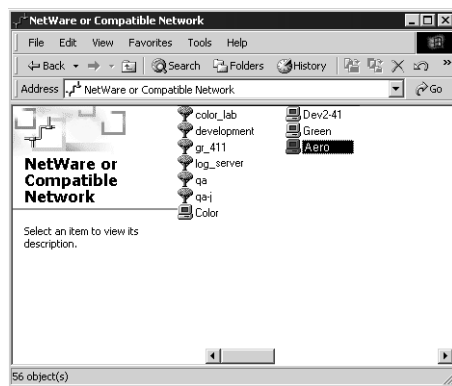 NetWare or Compatible Network
File Edit View Favorites Tools Help
Back Search Folders History »
Address NetWare or Compatible Network Go
color_lab
development
gr_411
log_server
qa
qa-j
Color
Dev2-41
Green
Aero
NetWare or
Compatible
Network
Select an item to view its
description.
56 object(s)